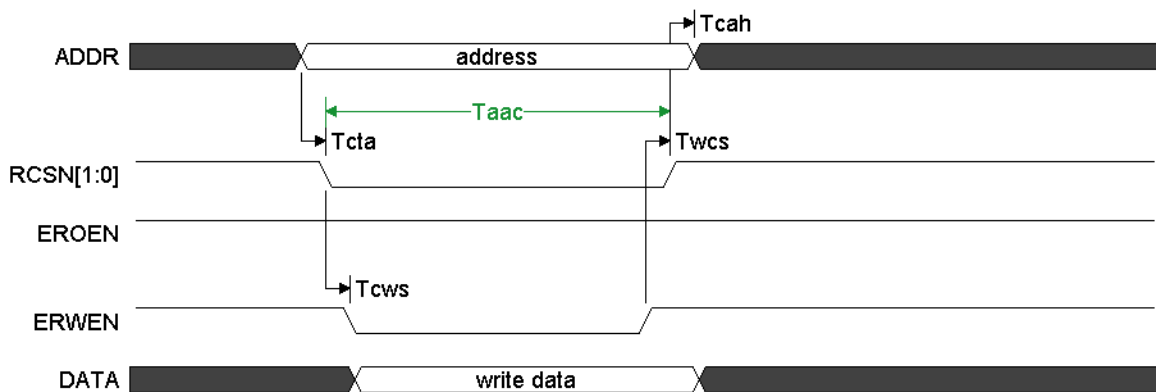 Tcah
ADDR address
Taac
Tcta Twcs
RCSN[1:0]
EROEN
Tcws
ERWEN
DATA write data